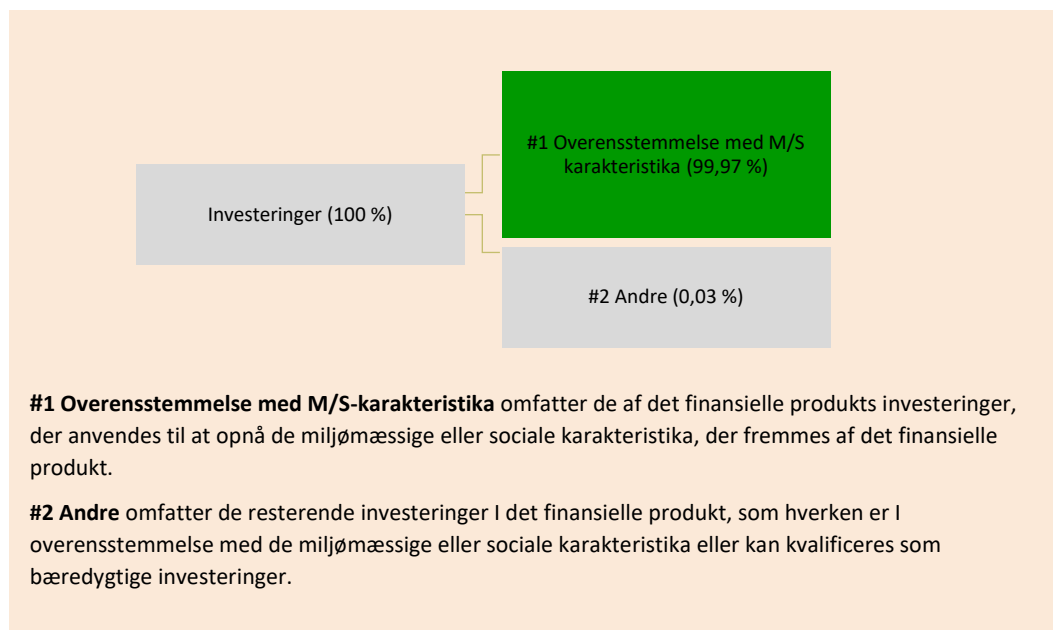 #1 Overensstemmelse med M/S
karakteristika (99,97 %)
Investeringer (100 %)
#2 Andre (0,03 %)
#1 Overensstemmelse med M/S-karakteristika omfatter de af det finansielle produkts investeringer,
der anvendes til at opnå de miljømæssige eller sociale karakteristika, der fremmes af det finansielle
produkt.
#2 Andre omfatter de resterende investeringer I det finansielle produkt, som hverken er I
overensstemmelse med de miljømæssige eller sociale karakteristika eller kan kvalificeres som
bæredygtige investeringer.